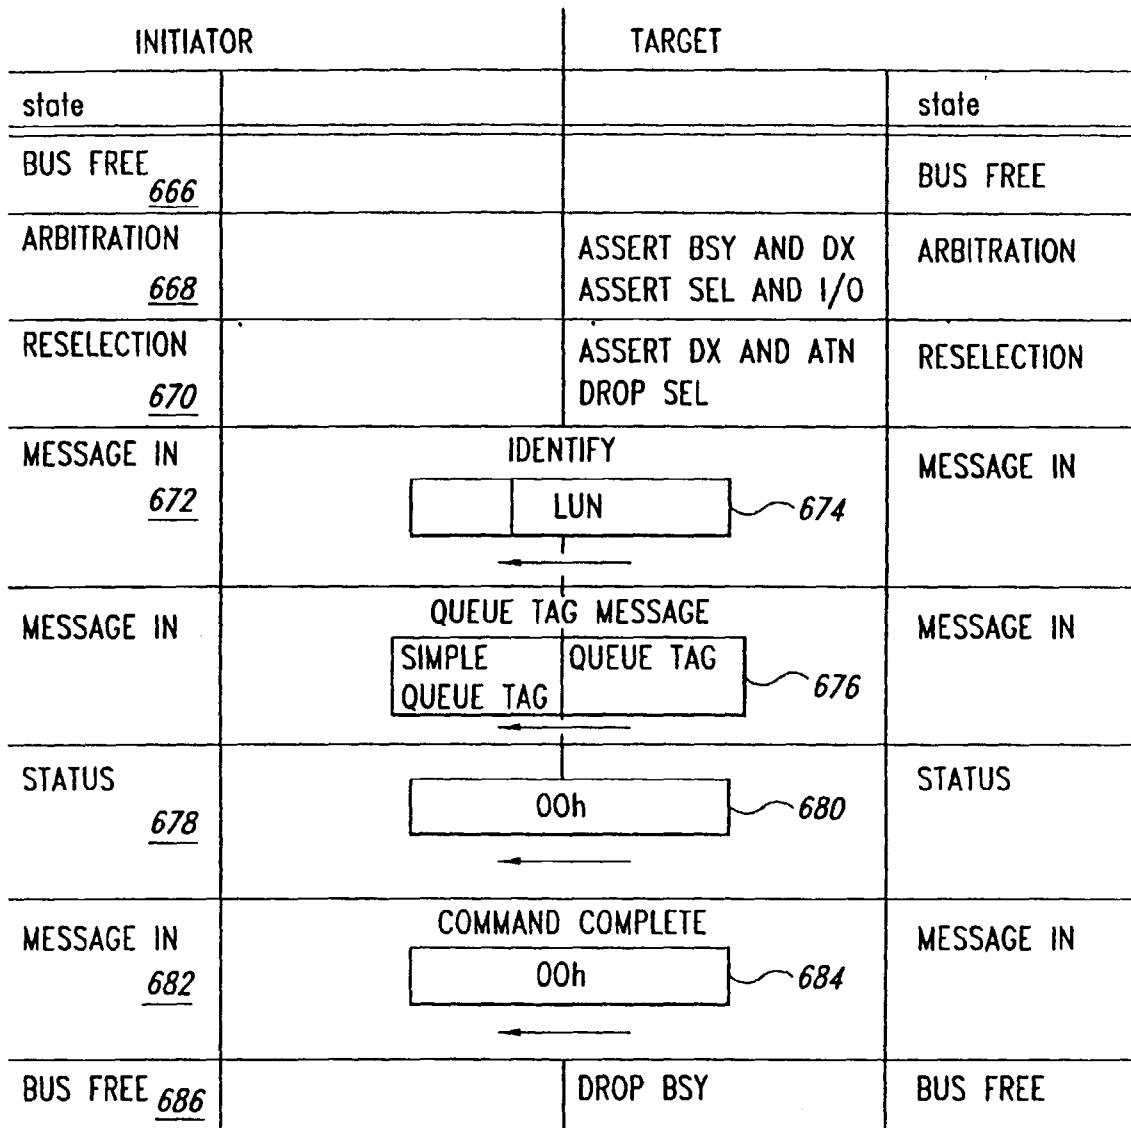 INITIATOR TARGET
state state
BUS FREE 666 BUS FREE
ARBITRATION 668 ASSERT BSY AND DX ARBITRATION
ASSERT SEL AND I/O
RESELECTION 670 ASSERT DX AND ATN RESELECTION
DROP SEL
MESSAGE IN 672 IDENTIFY MESSAGE IN
LUN 674
MESSAGE IN QUEUE TAG MESSAGE MESSAGE IN
SIMPLE QUEUE TAG
QUEUE TAG 676
STATUS 678 STATUS
00h 680
MESSAGE IN 682 COMMAND COMPLETE MESSAGE IN
00h 684
BUS FREE 686 DROP BSY BUS FREE